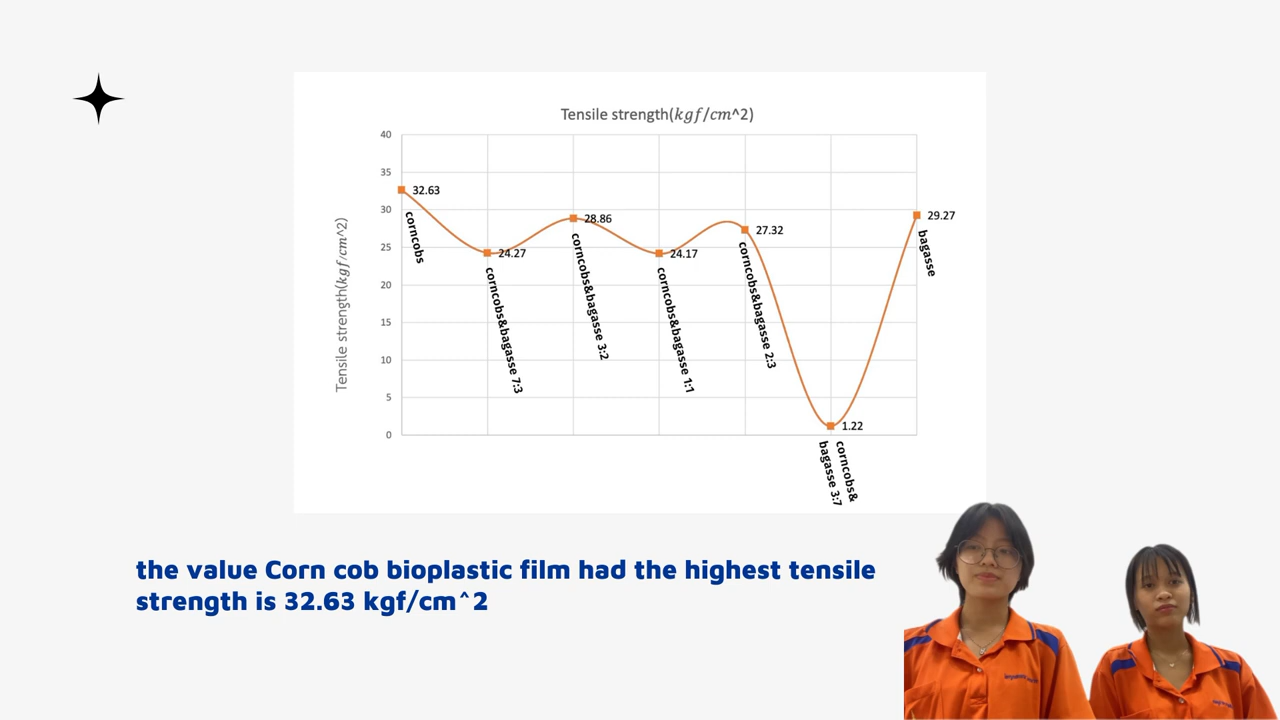 Tensile strength(kgf/cm^2)
Tensile strength(kgf/cm^2)
40
35
30
25
20
15
10
5
0
32.63
24.27
28.86
24.17
27.32
1.22
29.27
corncobs
corncobs&bagasse 7:3
corncobs&bagasse 3:2
corncobs&bagasse 1:1
corncobs&bagasse 2:3
corncobs&
bagasse 3:7
bagasse
the value Corn cob bioplastic film had the highest tensile
strength is 32.63 kgf/cm^2